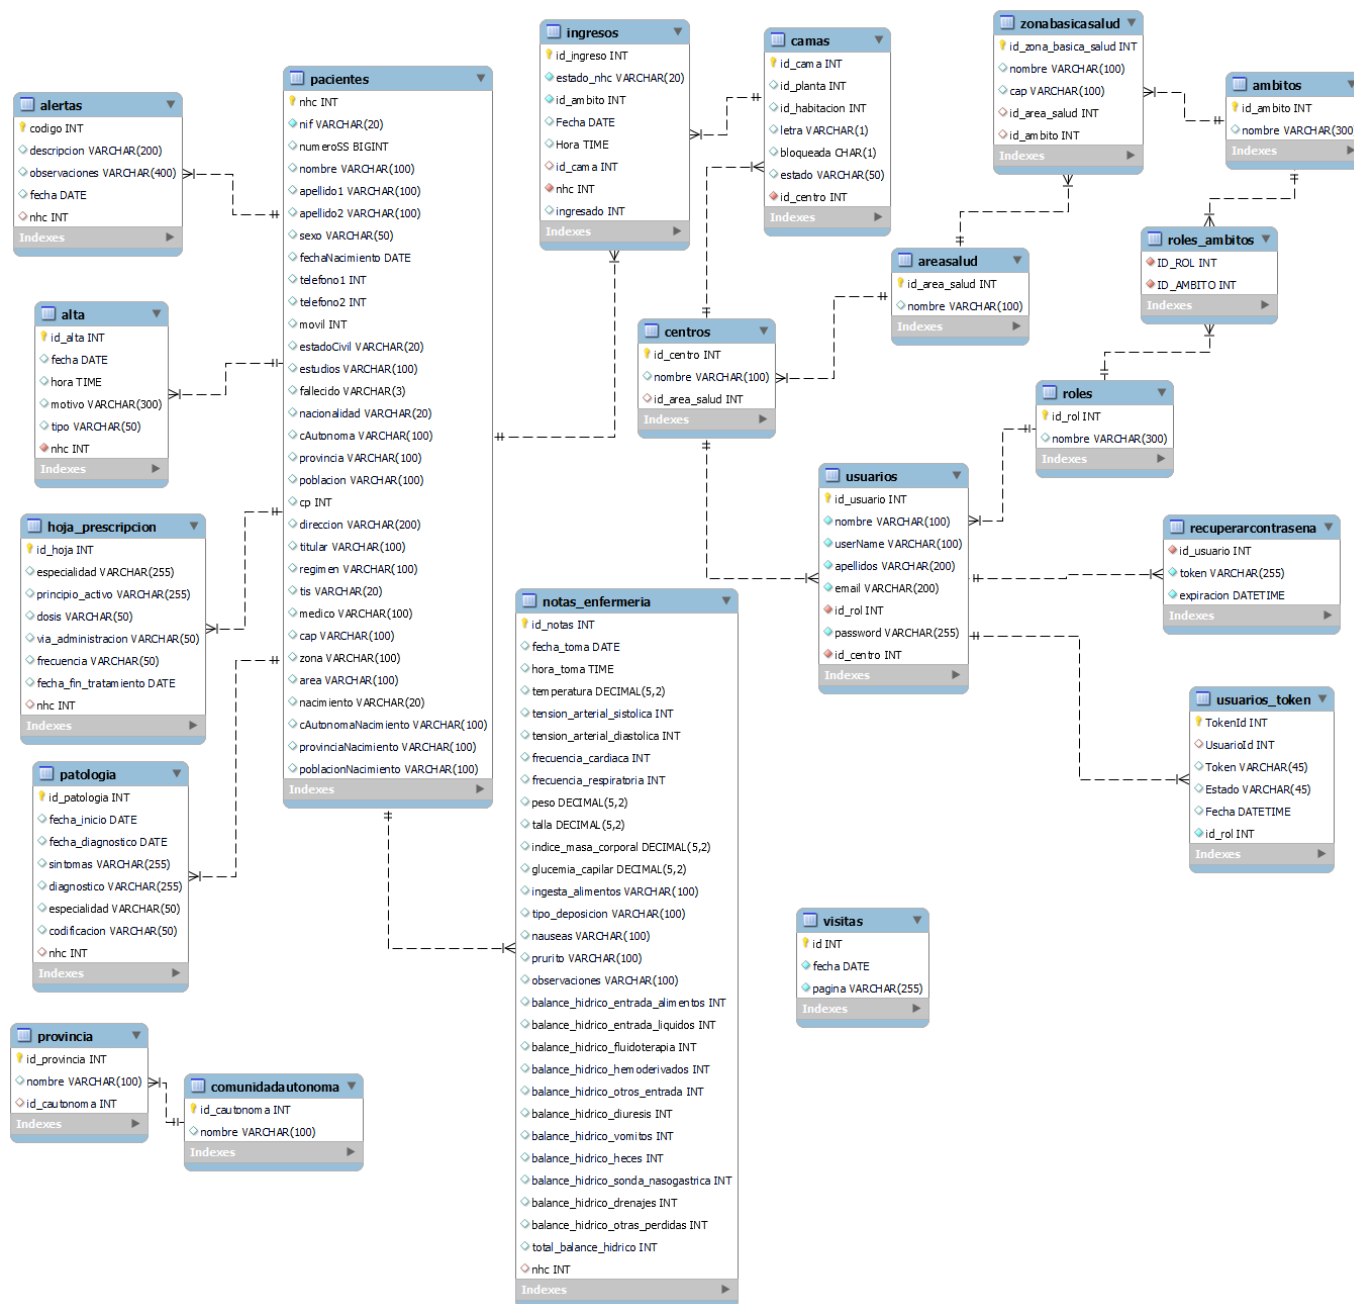 alertas
codigo INT
descripcion VARCHAR(200)
observaciones VARCHAR(400)
fecha DATE
nhc INT
Indexes
alta
id_alta INT
fecha DATE
hora TIME
motivo VARCHAR(300)
tipo VARCHAR(50)
nhc INT
Indexes
hoja_prescripcion
id_hoja INT
especialidad VARCHAR(255)
principio_activo VARCHAR(255)
dosis VARCHAR(50)
via_administracion VARCHAR(50)
frecuencia VARCHAR(50)
fecha_fin_tratamiento DATE
nhc INT
Indexes
patologia
id_patologia INT
fecha_inicio DATE
fecha_diagnostico DATE
sintomas VARCHAR(255)
diagnostico VARCHAR(255)
especialidad VARCHAR(50)
codificacion VARCHAR(50)
nhc INT
Indexes
provincia
id_provincia INT
nombre VARCHAR(100)
id_cautonoma INT
Indexes
comunidadautonoma
id_cautonoma INT
nombre VARCHAR(100)
Indexes
pacientes
nhc INT
nif VARCHAR(20)
numeroSS BIGINT
nombre VARCHAR(100)
apellido1 VARCHAR(100)
apellido2 VARCHAR(100)
sexo VARCHAR(50)
fechaNacimiento DATE
telefono1 INT
telefono2 INT
movil INT
estadoCivil VARCHAR(20)
estudios VARCHAR(100)
fallecido VARCHAR(3)
nacionalidad VARCHAR(20)
cAutonoma VARCHAR(100)
provincia VARCHAR(100)
poblacion VARCHAR(100)
cp INT
direccion VARCHAR(200)
titular VARCHAR(100)
regimen VARCHAR(100)
tis VARCHAR(20)
medico VARCHAR(100)
cap VARCHAR(100)
zona VARCHAR(100)
area VARCHAR(100)
nacimiento VARCHAR(20)
cAutonomaNacimiento VARCHAR(100)
provinciaNacimiento VARCHAR(100)
poblacionNacimiento VARCHAR(100)
Indexes
ingresos
id_ingreso INT
estado_nhc VARCHAR(20)
id_ambito INT
Fecha DATE
Hora TIME
id_cama INT
nhc INT
ingresado INT
Indexes
camas
id_cama INT
id_planta INT
id_habitacion INT
letra VARCHAR(1)
bloqueada CHAR(1)
estado VARCHAR(50)
id_centro INT
Indexes
zonabasicasalud
id_zona_basica_salud INT
nombre VARCHAR(100)
cap VARCHAR(100)
id_area_salud INT
id_ambito INT
Indexes
ambitos
id_ambito INT
nombre VARCHAR(300)
Indexes
roles_ambitos
ID_ROL INT
ID_AMBITO INT
Indexes
areasalud
id_area_salud INT
nombre VARCHAR(100)
Indexes
centros
id_centro INT
nombre VARCHAR(100)
id_area_salud INT
Indexes
roles
id_rol INT
nombre VARCHAR(300)
Indexes
usuarios
id_usuario INT
nombre VARCHAR(100)
userName VARCHAR(100)
apellidos VARCHAR(200)
email VARCHAR(200)
id_rol INT
password VARCHAR(255)
id_centro INT
Indexes
recuperarcontrasena
id_usuario INT
token VARCHAR(255)
expiracion DATETIME
Indexes
usuarios_token
TokenId INT
UsuarioId INT
Token VARCHAR(45)
Estado VARCHAR(45)
Fecha DATETIME
id_rol INT
Indexes
notas_enfermeria
id_notas INT
fecha_toma DATE
hora_toma TIME
temperatura DECIMAL(5,2)
tension_arterial_sistolica INT
tension_arterial_diastolica INT
frecuencia_cardiaca INT
frecuencia_respiratoria INT
peso DECIMAL(5,2)
talla DECIMAL(5,2)
indice_masa_corporal DECIMAL(5,2)
glucemia_capilar DECIMAL(5,2)
ingesta_alimentos VARCHAR(100)
tipo_deposicion VARCHAR(100)
nauseas VARCHAR(100)
prurito VARCHAR(100)
observaciones VARCHAR(100)
balance_hidrico_entrada_alimentos INT
balance_hidrico_entrada_liquidos INT
balance_hidrico_fluidoterapia INT
balance_hidrico_hemoderivados INT
balance_hidrico_otros_entrada INT
balance_hidrico_diuresis INT
balance_hidrico_vomitos INT
balance_hidrico_heces INT
balance_hidrico_sonda_nasogastrica INT
balance_hidrico_drenajes INT
balance_hidrico_otras_perdidas INT
total_balance_hidrico INT
nhc INT
Indexes
visitas
id INT
fecha DATE
pagina VARCHAR(255)
Indexes